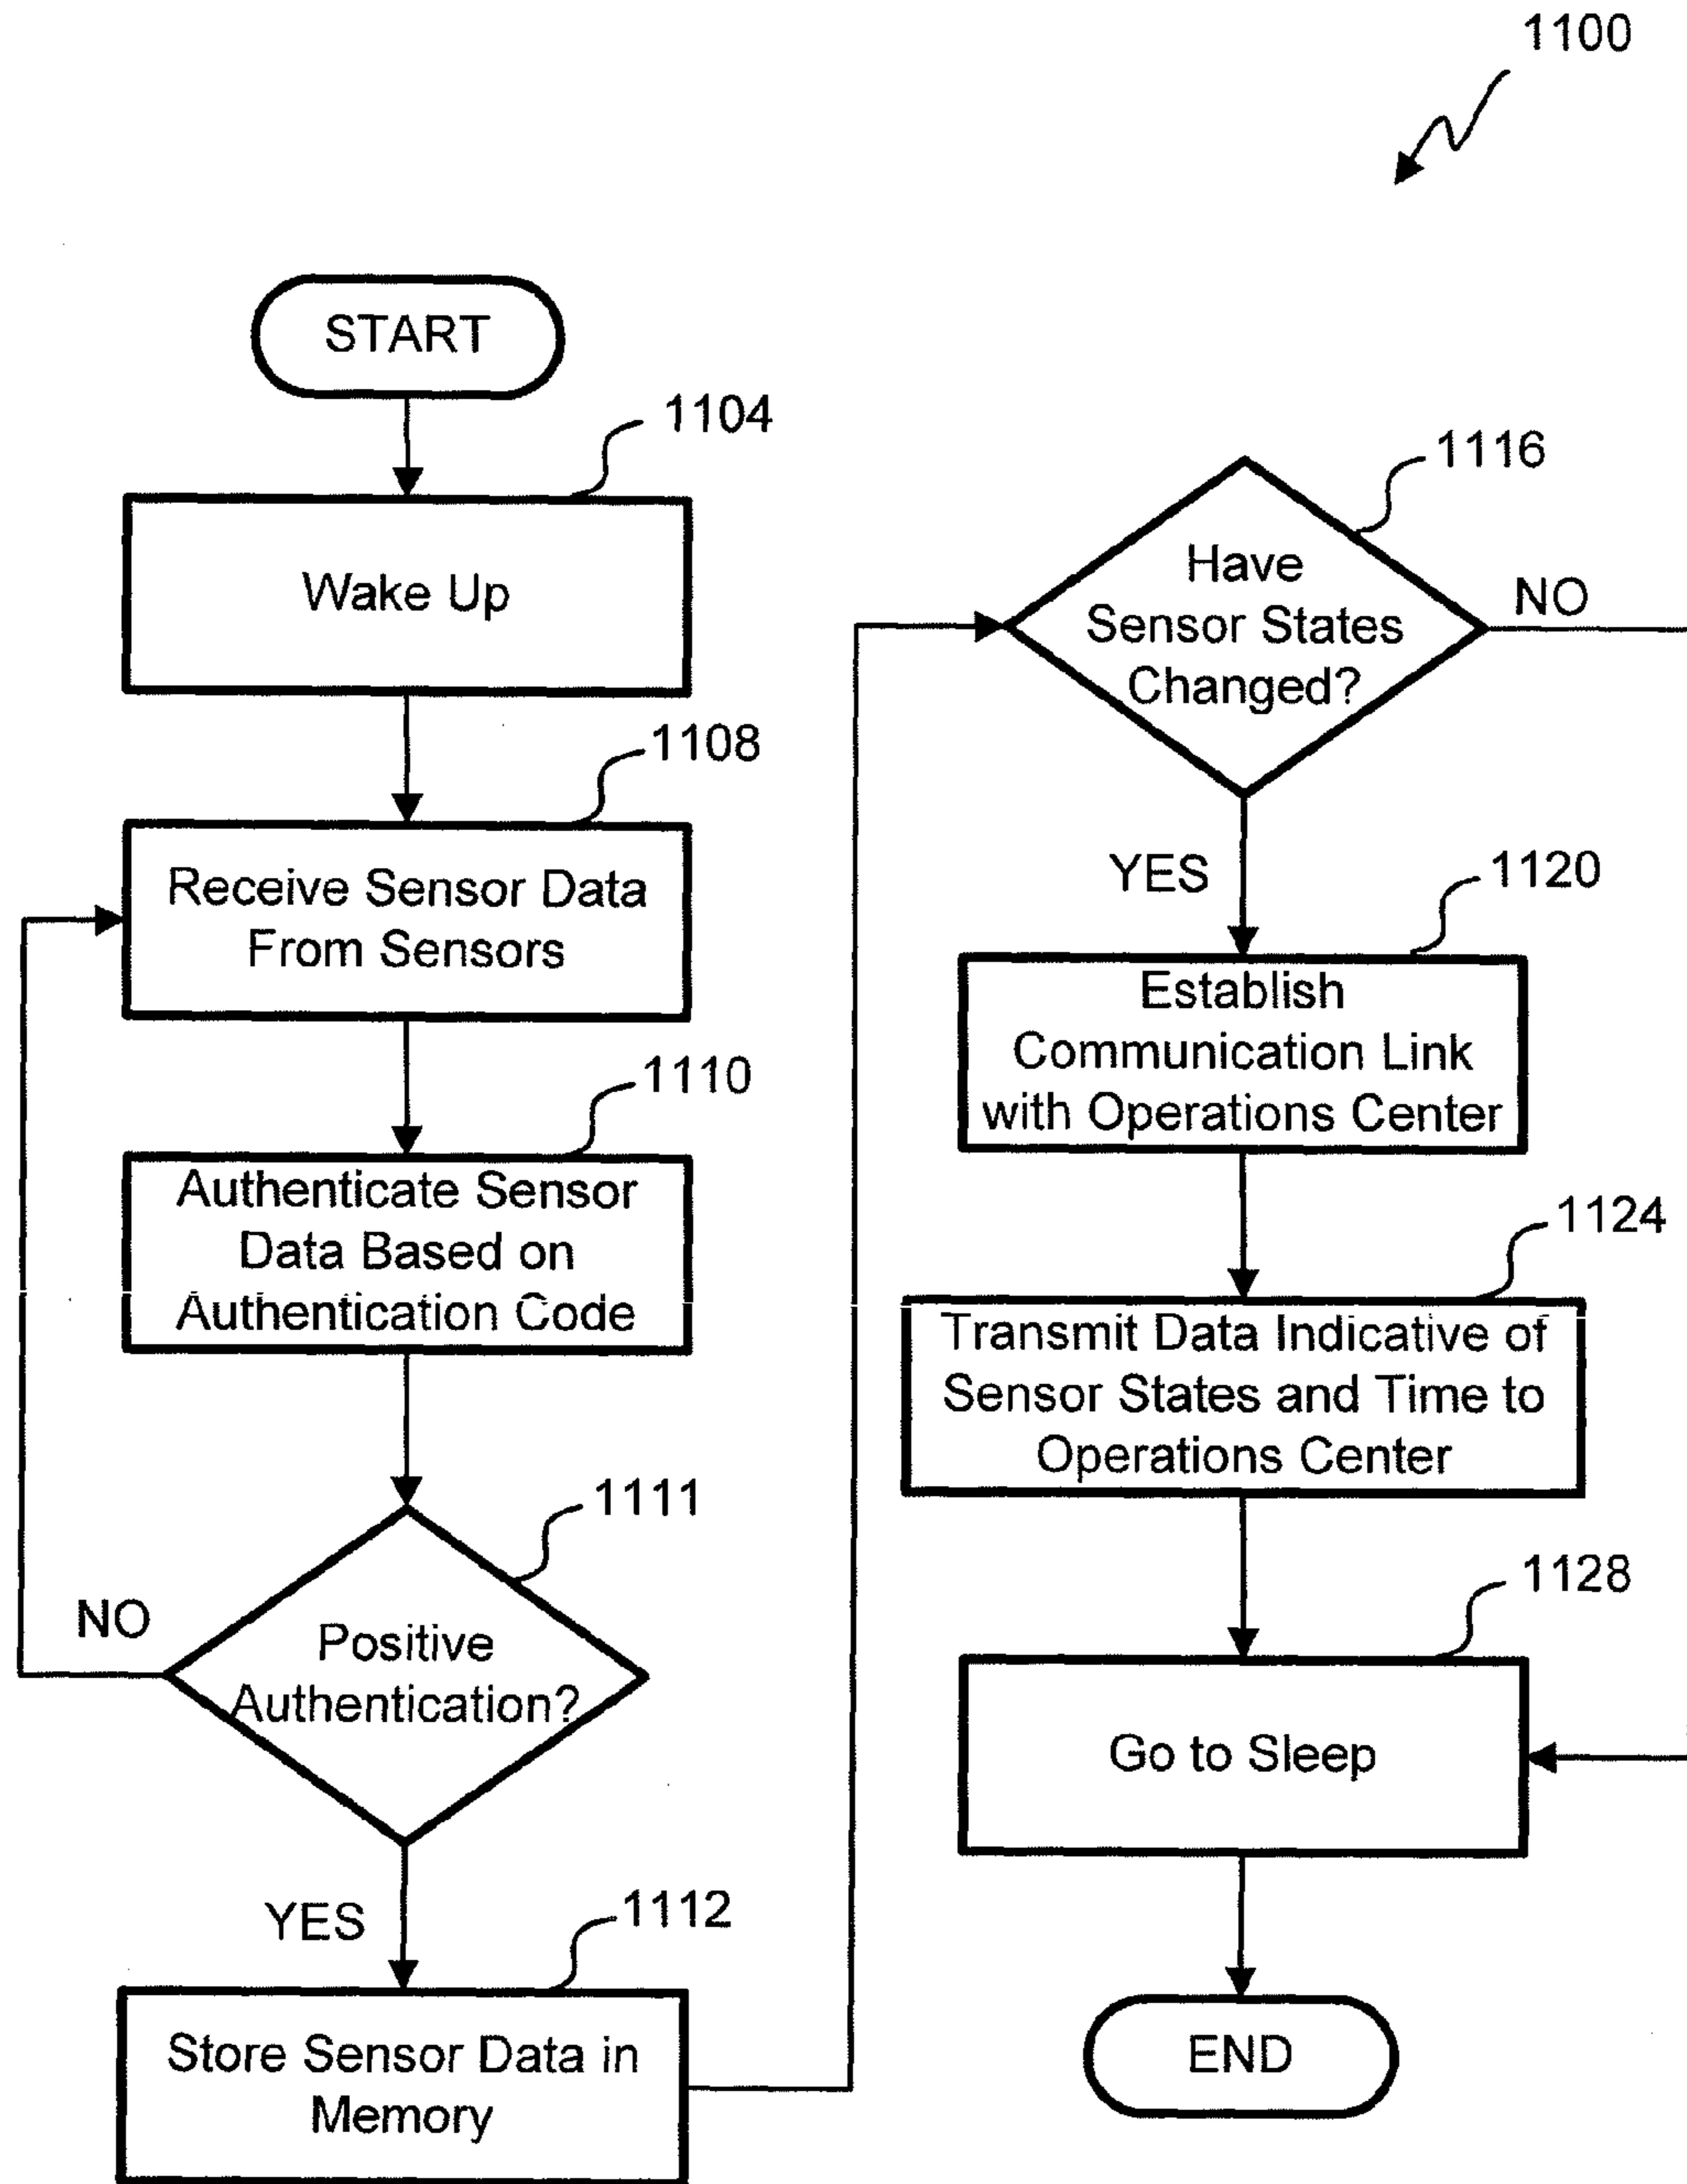 1100
START
1104
Wake Up
1108
Receive Sensor Data
From Sensors
1110
Authenticate Sensor
Data Based on
Authentication Code
1111
Positive
Authentication?
NO
YES
1112
Store Sensor Data in
Memory
1116
Have
Sensor States
Changed?
NO
YES
1120
Establish
Communication Link
with Operations Center
1124
Transmit Data Indicative of
Sensor States and Time to
Operations Center
1128
Go to Sleep
END